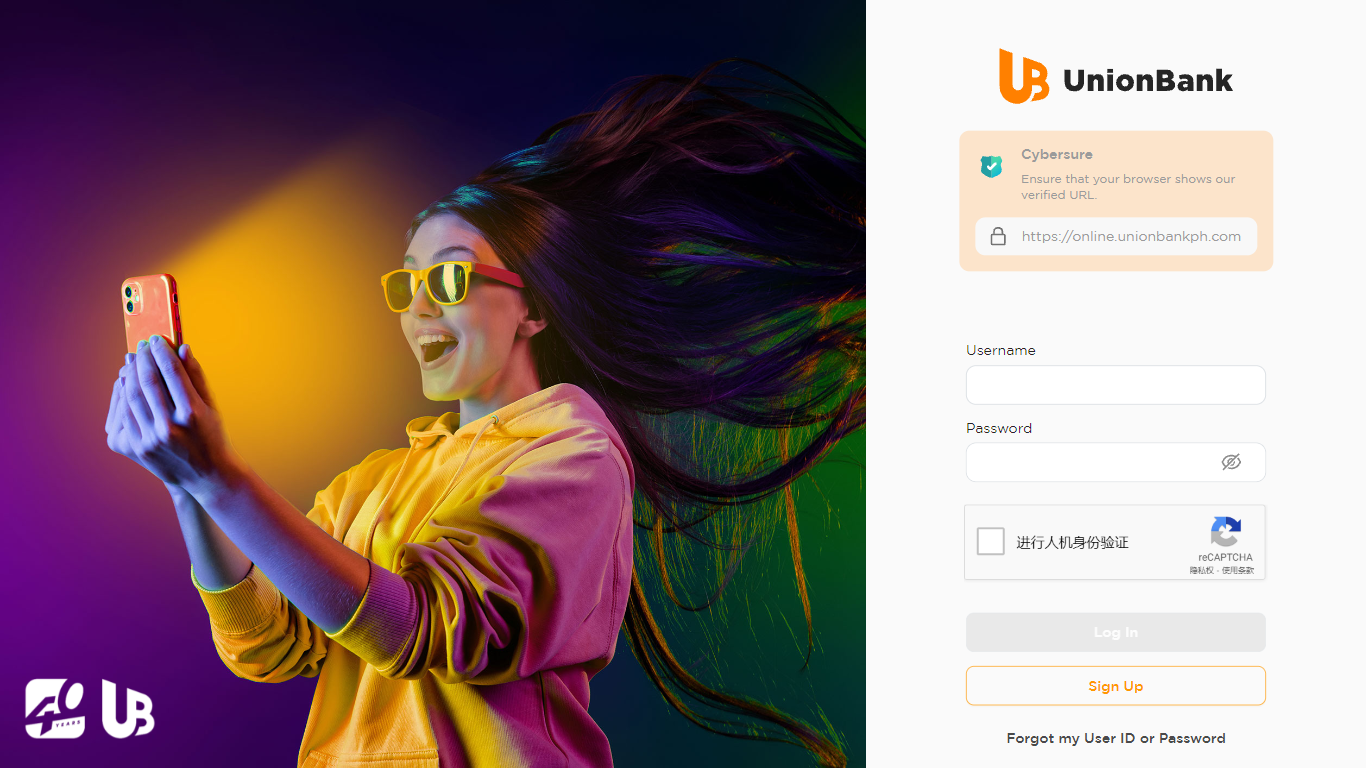 UnionBank
Cybersure
Ensure that your browser shows our
verified URL.
https://online.unionbankph.com
Username
Password
进行人机身份验证
reCAPTCHA
隐私权 - 使用条款
Log In
Sign Up
Forgot my User ID or Password
40
YEARS
UB